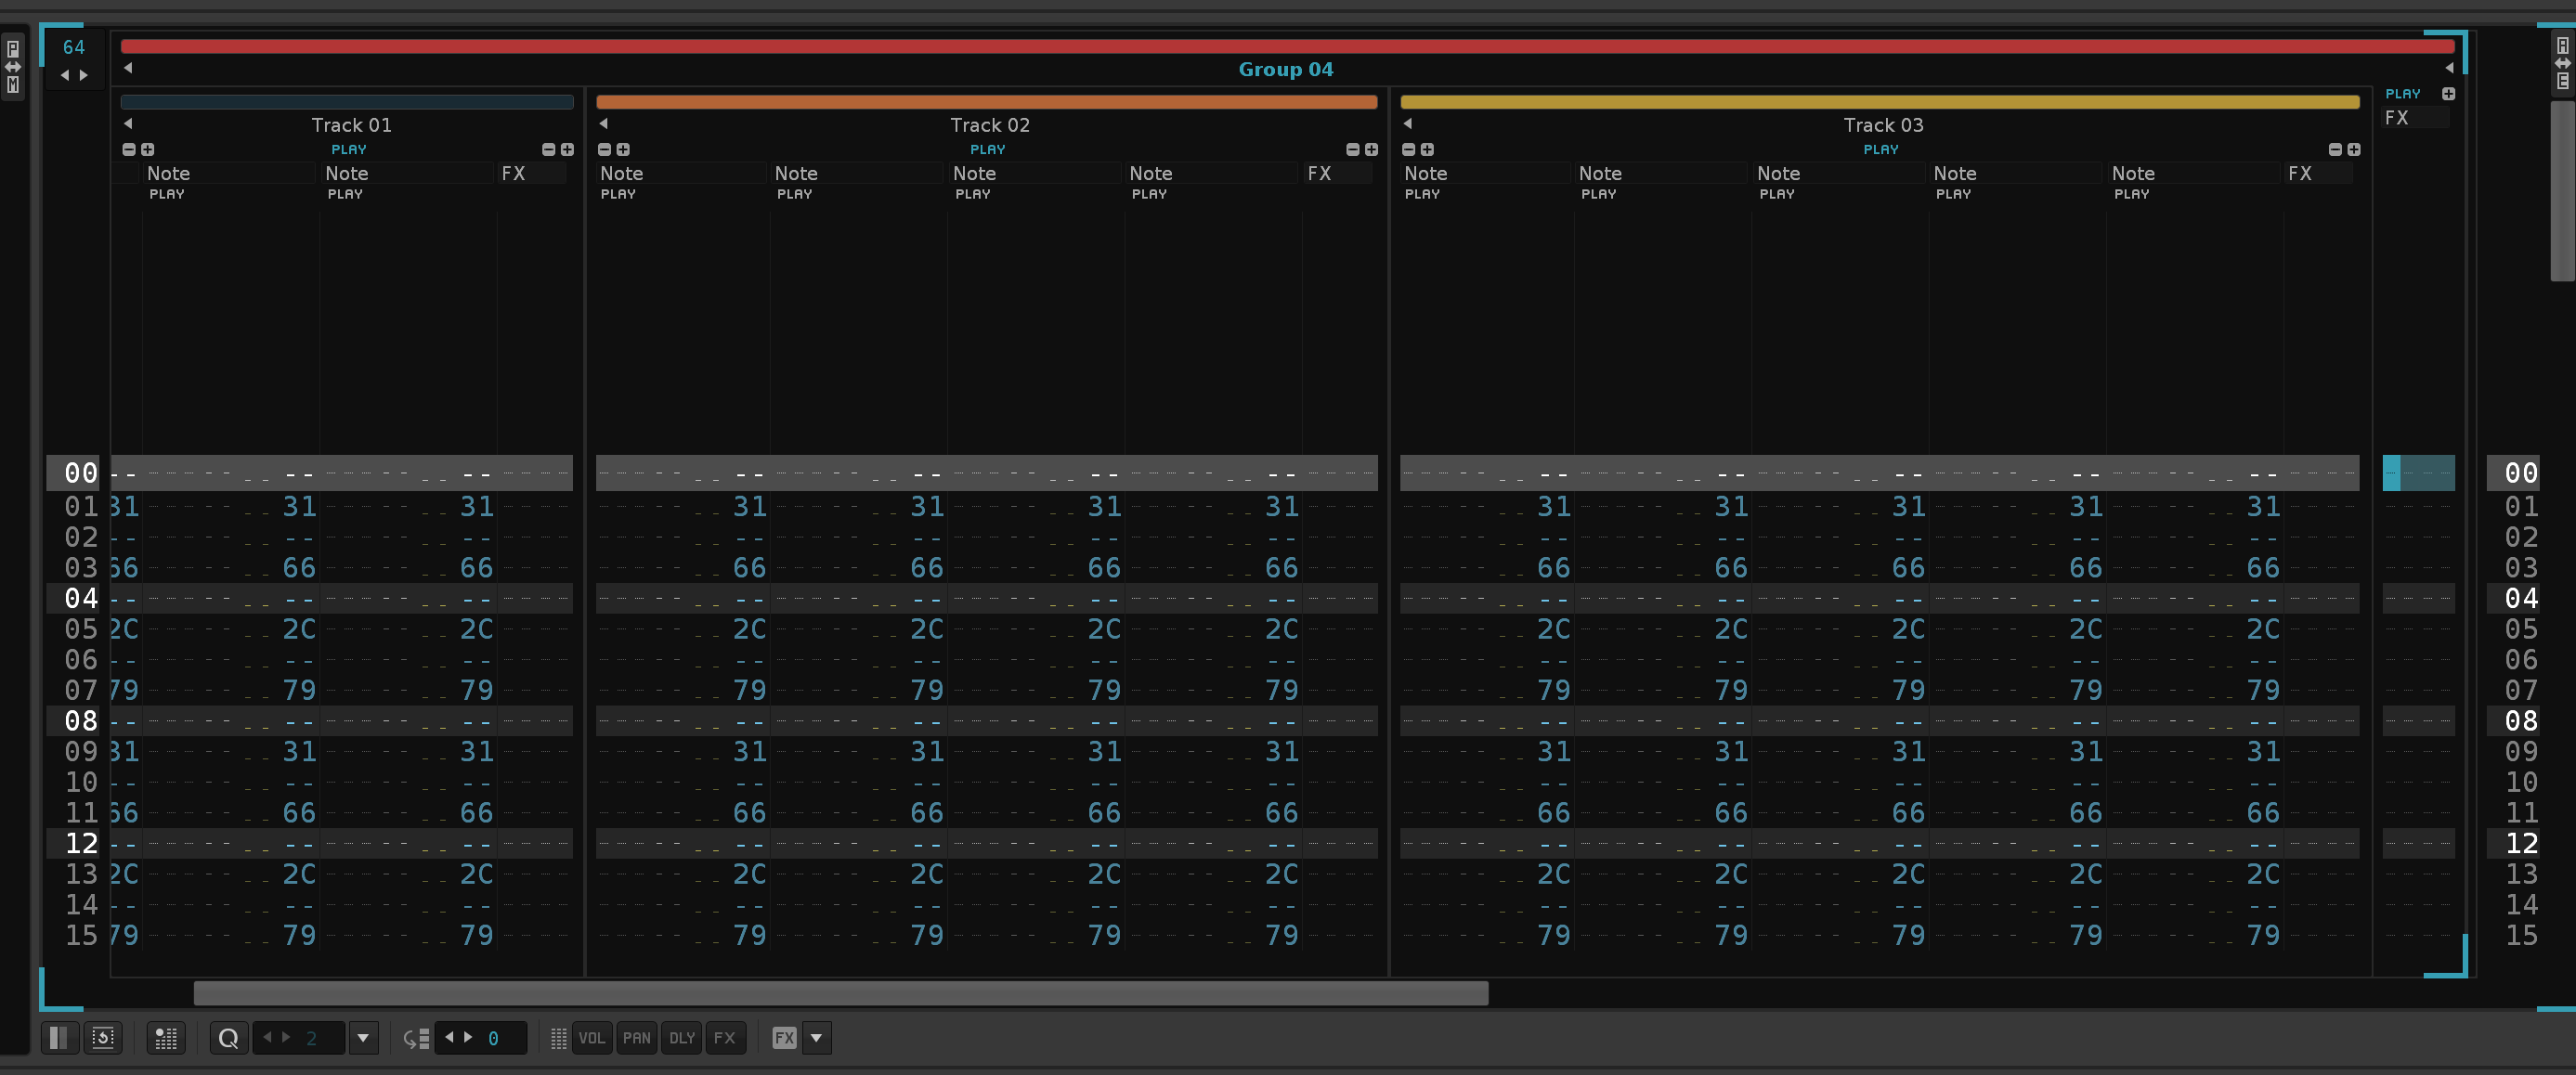 P 64 A
M Group 04 E
PLAY
Track 01 Track 02 Track 03 FX
PLAY PLAY PLAY
Note Note FX Note Note Note Note FX Note Note Note Note Note FX
PLAY PLAY PLAY PLAY PLAY PLAY PLAY PLAY PLAY PLAY PLAY
00 -- -- -- -- -- -- -- -- -- -- -- -- 00
01 31 31 31 31 31 31 31 31 31 31 31 31 01
02 -- -- -- -- -- -- -- -- -- -- -- -- 02
03 66 66 66 66 66 66 66 66 66 66 66 66 03
04 -- -- -- -- -- -- -- -- -- -- -- -- 04
05 2C 2C 2C 2C 2C 2C 2C 2C 2C 2C 2C 2C 05
06 -- -- -- -- -- -- -- -- -- -- -- -- 06
07 79 79 79 79 79 79 79 79 79 79 79 79 07
08 -- -- -- -- -- -- -- -- -- -- -- -- 08
09 31 31 31 31 31 31 31 31 31 31 31 31 09
10 -- -- -- -- -- -- -- -- -- -- -- -- 10
11 66 66 66 66 66 66 66 66 66 66 66 66 11
12 -- -- -- -- -- -- -- -- -- -- -- -- 12
13 2C 2C 2C 2C 2C 2C 2C 2C 2C 2C 2C 2C 13
14 -- -- -- -- -- -- -- -- -- -- -- -- 14
15 79 79 79 79 79 79 79 79 79 79 79 79 15
Q 2 0 VOL PAN DLY FX FX